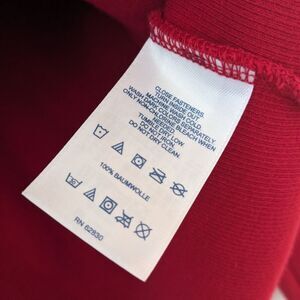 CLOSE FASTENERS.
TURN INSIDE OUT.
MACHINE WASH COLD.
WASH DARK COLORS SEPARATELY.
ONLY NON-CHLORINE BLEACH WHEN
NEEDED.
TUMBLE DRY LOW
DO NOT IRON
DO NOT DRY CLEAN
100% BAUMWOLLE
RN 62830